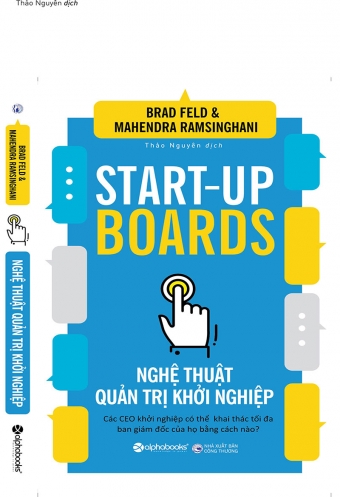 Thảo Nguyên dịch
BRAD FELD &
MAHENDRA RAMSINGHANI
NGHỆ THUẬT QUẢN TRỊ KHỞI NGHIỆP
BRAD FELD &
MAHENDRA RAMSINGHANI
Thảo Nguyên dịch
START-UP
BOARDS
NGHỆ THUẬT
QUẢN TRỊ KHỞI NGHIỆP
Các CEO khởi nghiệp có thể khai thác tối đa
ban giám đốc của họ bằng cách nào?
alphabooks
NHÀ XUẤT BẢN
CÔNG THƯƠNG
alphabooks